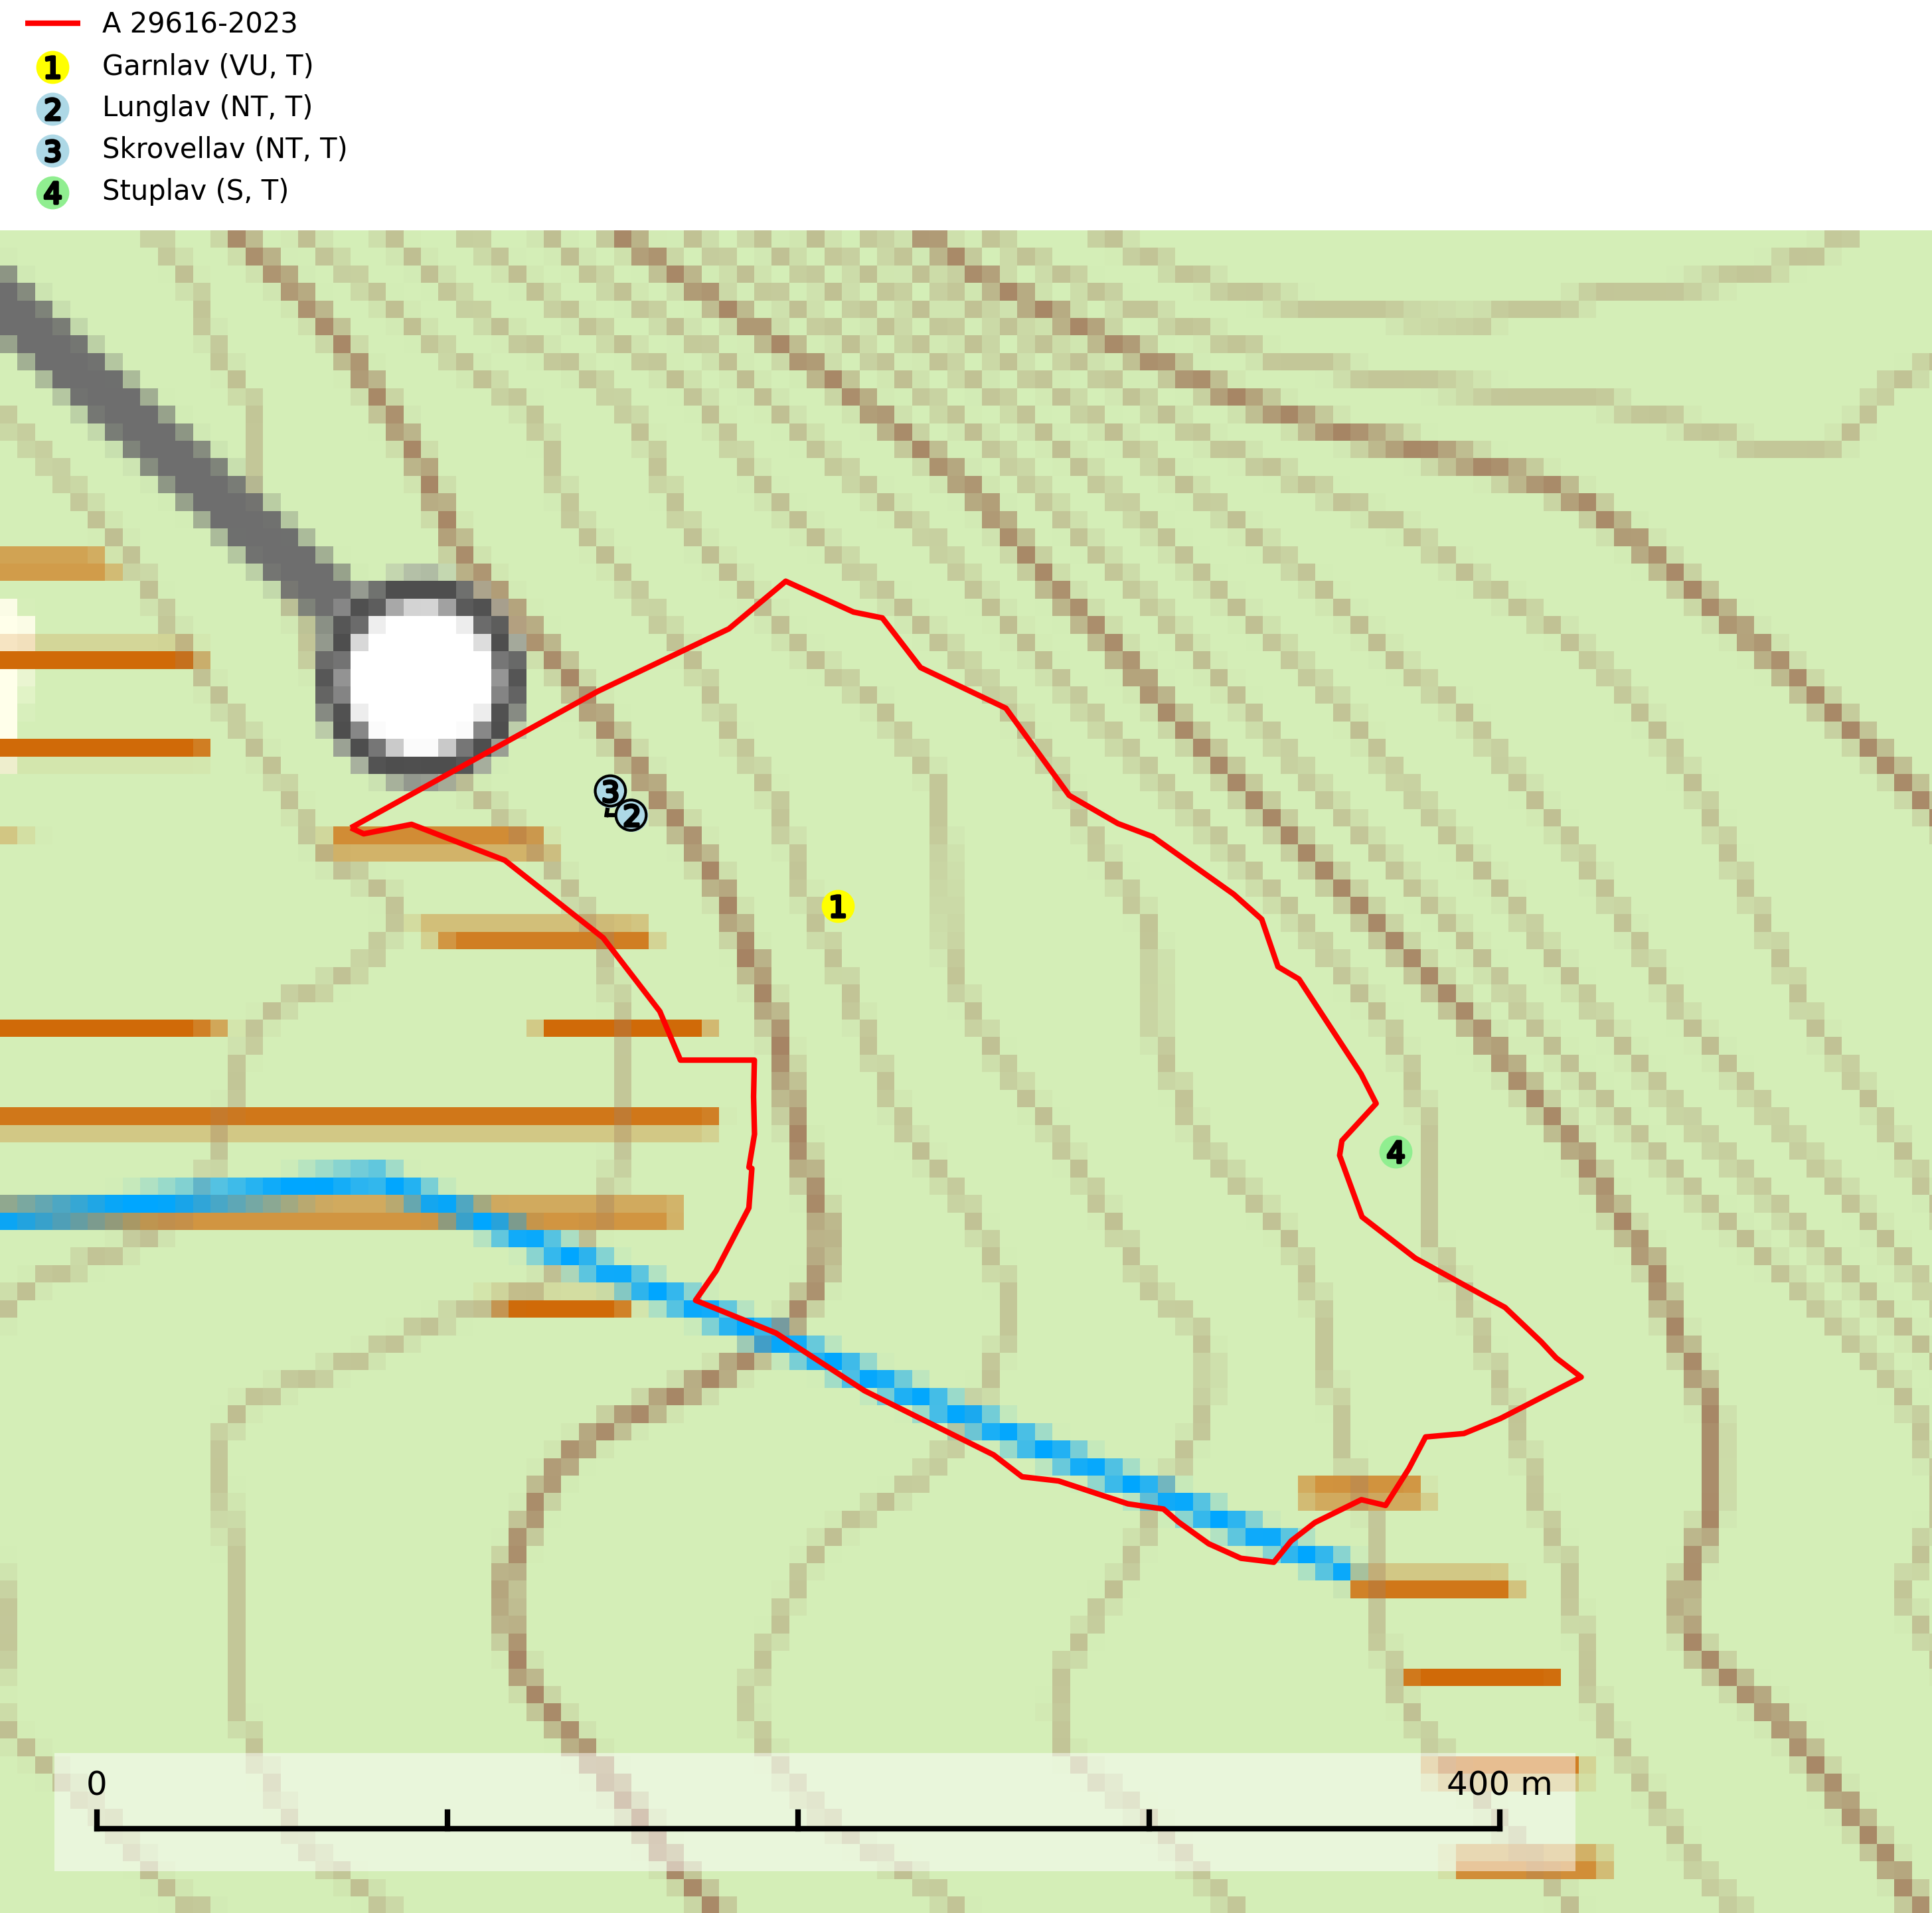 A 29616-2023
1 Garnlav (VU, T)
2 Lunglav (NT, T)
3 Skrovellav (NT, T)
4 Stuplav (S, T)
3
2
1
4
0 400 m